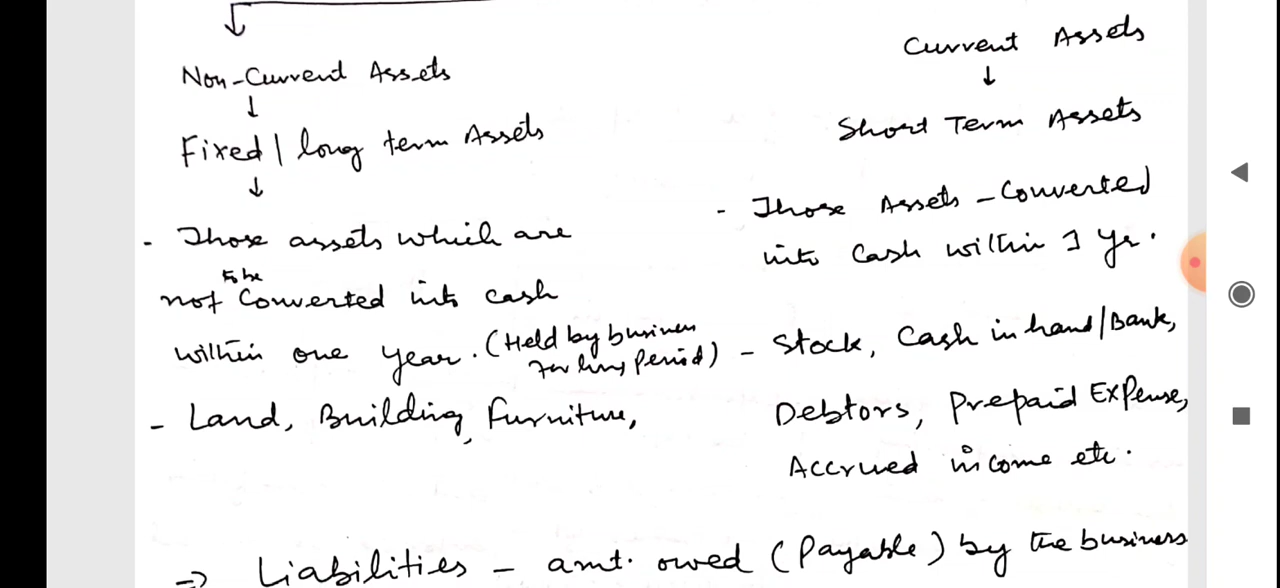 Non-Current Assets
Fixed / long term Assets
- Those assets which are
to be
not Converted into cash
within one year. (Held by business
for long period)
- Land, Building, Furniture,
Current Assets
Short Term Assets
- Those Assets - Converted
into Cash within 1 yr.
- Stock, Cash in hand/Bank,
Debtors, Prepaid Expense,
Accrued income etc.
→ Liabilities - amt. owed (Payable) by the business